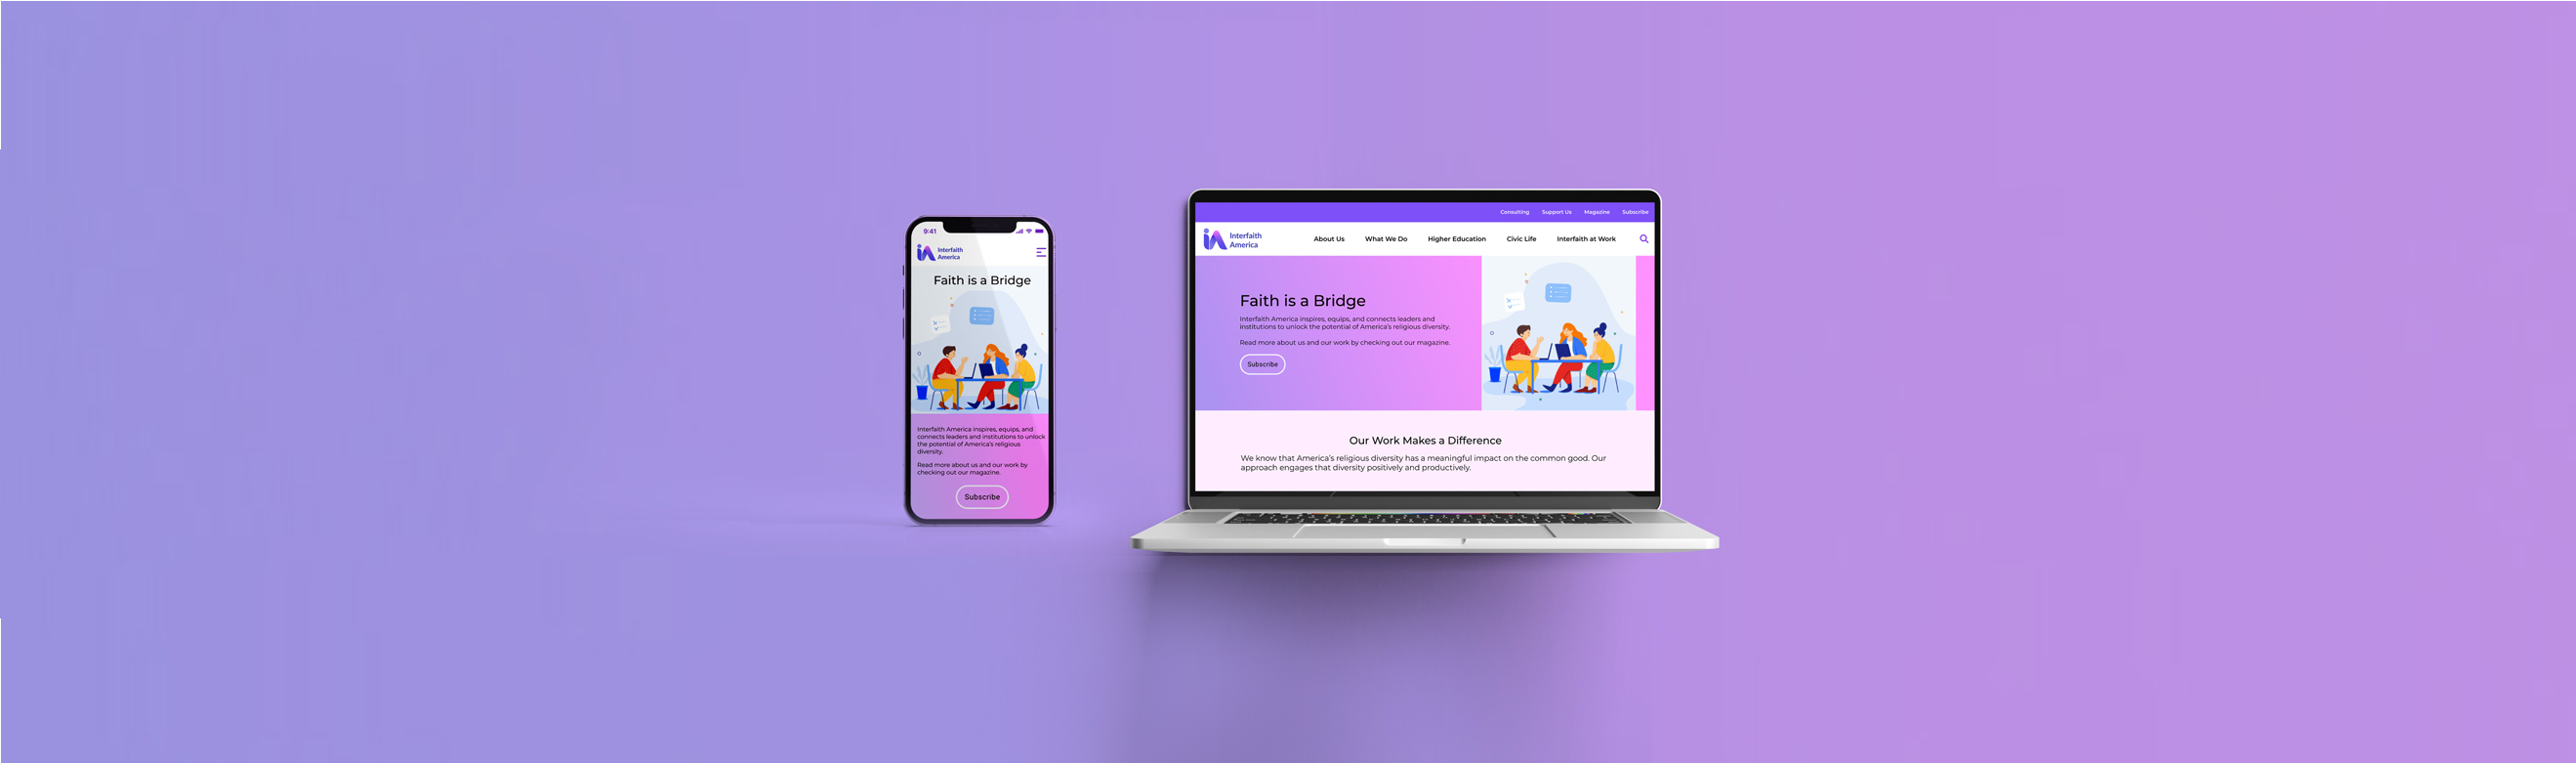 9:41
Interfaith
America
Faith is a Bridge
Interfaith America inspires, equips, and
connects leaders and institutions to unlock
the potential of America's religious
diversity.
Read more about us and our work by
checking out our magazine.
Subscribe
Consulting Support Us Magazine Subscribe
Interfaith
America
About Us What We Do Higher Education Civic Life Interfaith at Work
Faith is a Bridge
Interfaith America inspires, equips, and connects leaders and
institutions to unlock the potential of America's religious diversity.
Read more about us and our work by checking out our magazine.
Subscribe
Our Work Makes a Difference
We know that America's religious diversity has a meaningful impact on the common good. Our
approach engages that diversity positively and productively.